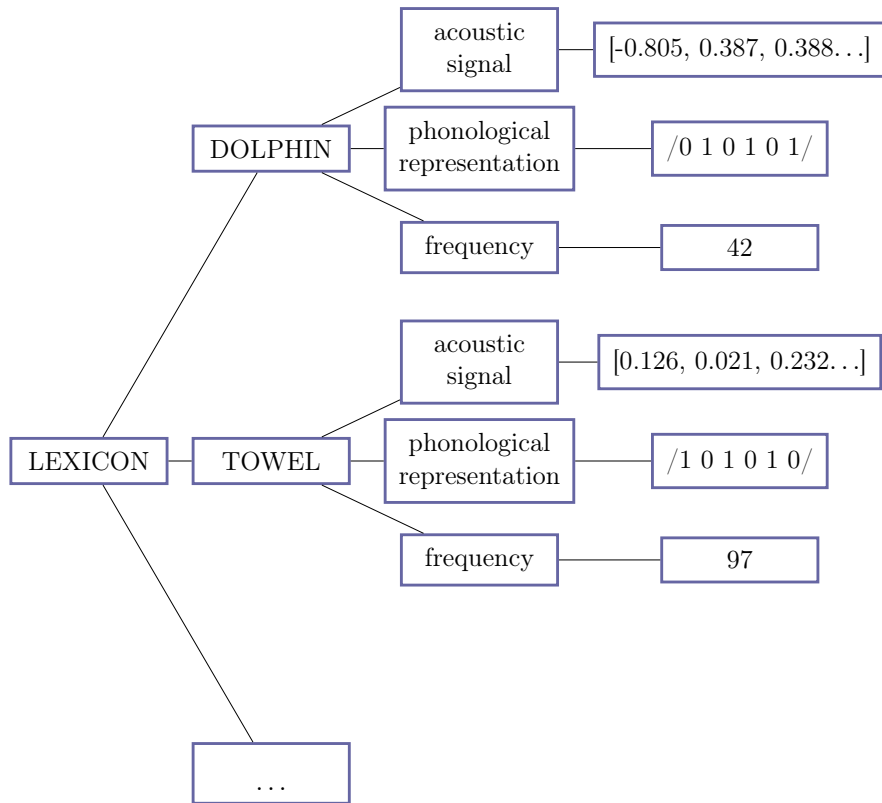 acoustic
signal
[-0.805, 0.387, 0.388...]
DOLPHIN
phonological
representation
/0 1 0 1 0 1/
frequency
42
acoustic
signal
[0.126, 0.021, 0.232...]
LEXICON
TOWEL
phonological
representation
/1 0 1 0 1 0/
frequency
97
...